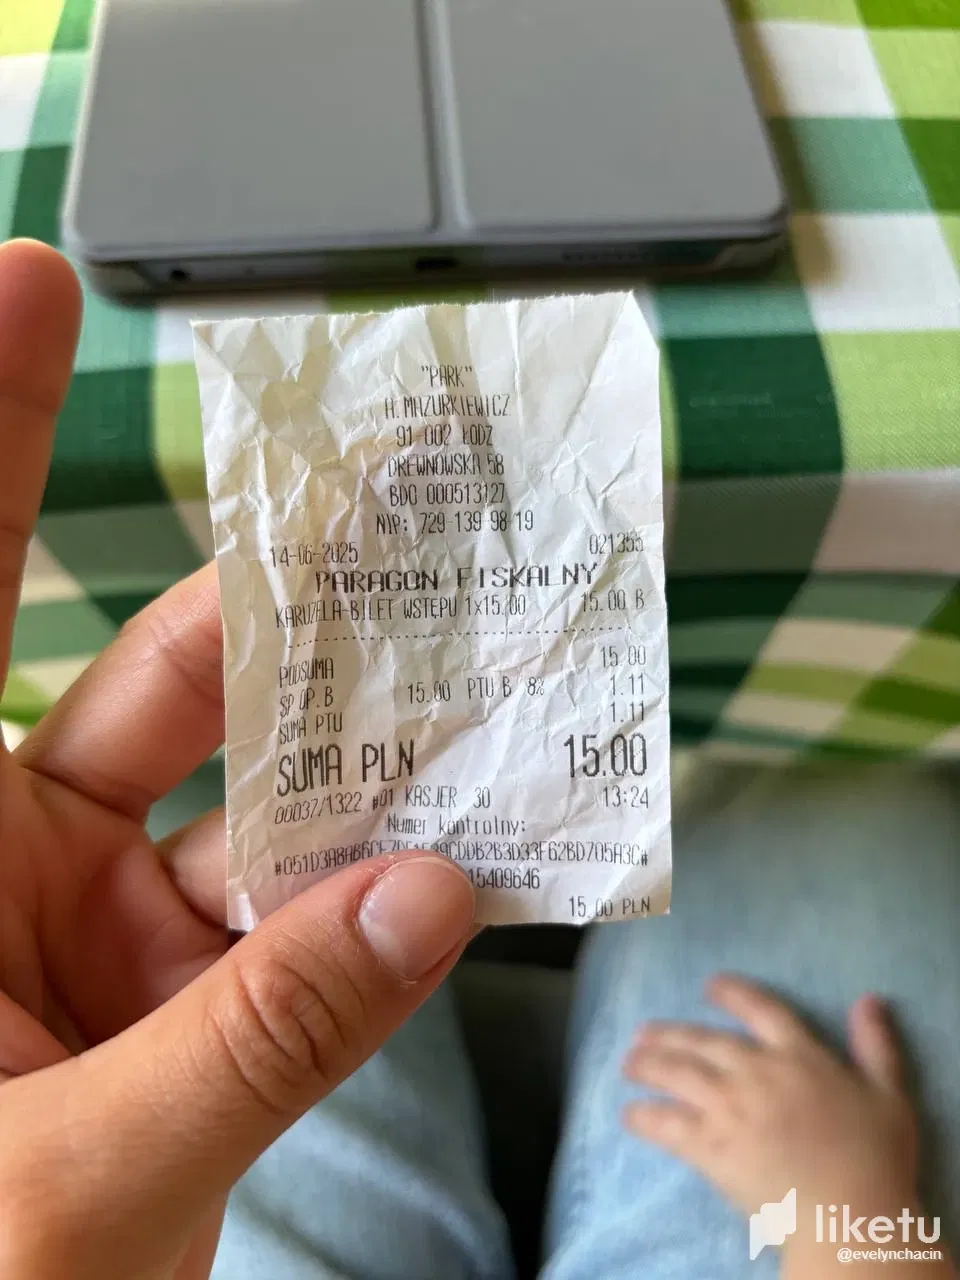 "PARK"
H.MAZURKIEWICZ
91-002 ŁODZ
DREWNOWSKA 58
BDO 000513127
NIP: 729-139-98-19
14-06-2025 021355
PARAGON FISKALNY
KARUZELA-BILET WSTĘPU 1x15.00 15.00 B
PODSUMA 15.00
SP.OP.B 15.00 PTU B 8% 1.11
SUMA PTU 1.11
SUMA PLN 15.00
00037/1322 #01 KASJER 30 13:24
Numer kontrolny:
15409646
15.00 PLN
liketu
@evelynchacin